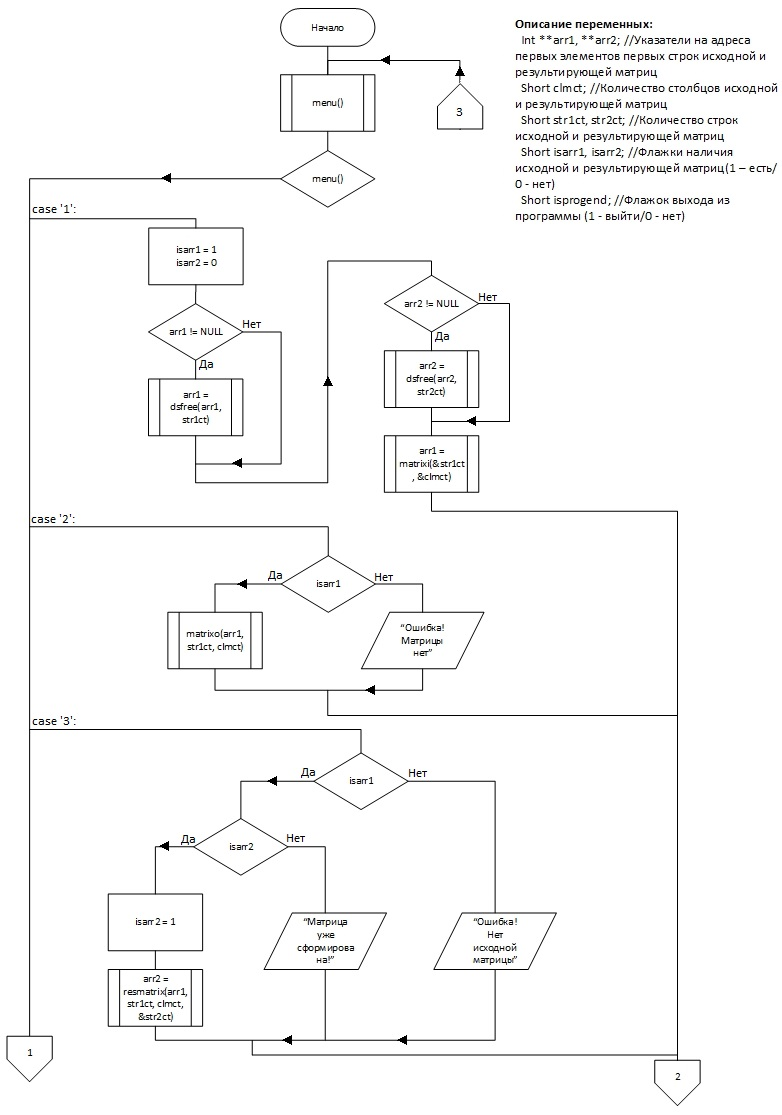 Начало
Описание переменных:
Int **arr1, **arr2; //Указатели на адреса
первых элементов первых строк исходной и
результирующей матриц
Short clmct; //Количество столбцов исходной
и результирующей матриц
Short str1ct, str2ct; //Количество строк
исходной и результирующей матриц
Short isarr1, isarr2; //Флажки наличия
исходной и результирующей матриц(1 – есть/
0 - нет)
Short isprogend; //Флажок выхода из
программы (1 - выйти/0 - нет)
menu()
3
menu()
case '1':
isarr1 = 1
isarr2 = 0
arr1 != NULL
Нет
Да
arr1 =
dsfree(arr1,
str1ct)
arr2 != NULL
Нет
Да
arr2 =
dsfree(arr2,
str2ct)
arr1 =
matrixi(&str1ct
, &clmct)
case '2':
isarr1
Да
Нет
matrixo(arr1,
str1ct, clmct)
“Ошибка!
Матрицы
нет”
case '3':
isarr1
Да
Нет
isarr2
Да
Нет
isarr2 = 1
“Матрица
уже
сформирова
на!”
“Ошибка!
Нет
исходной
матрицы”
arr2 =
resmatrix(arr1,
str1ct, clmct,
&str2ct)
1
2